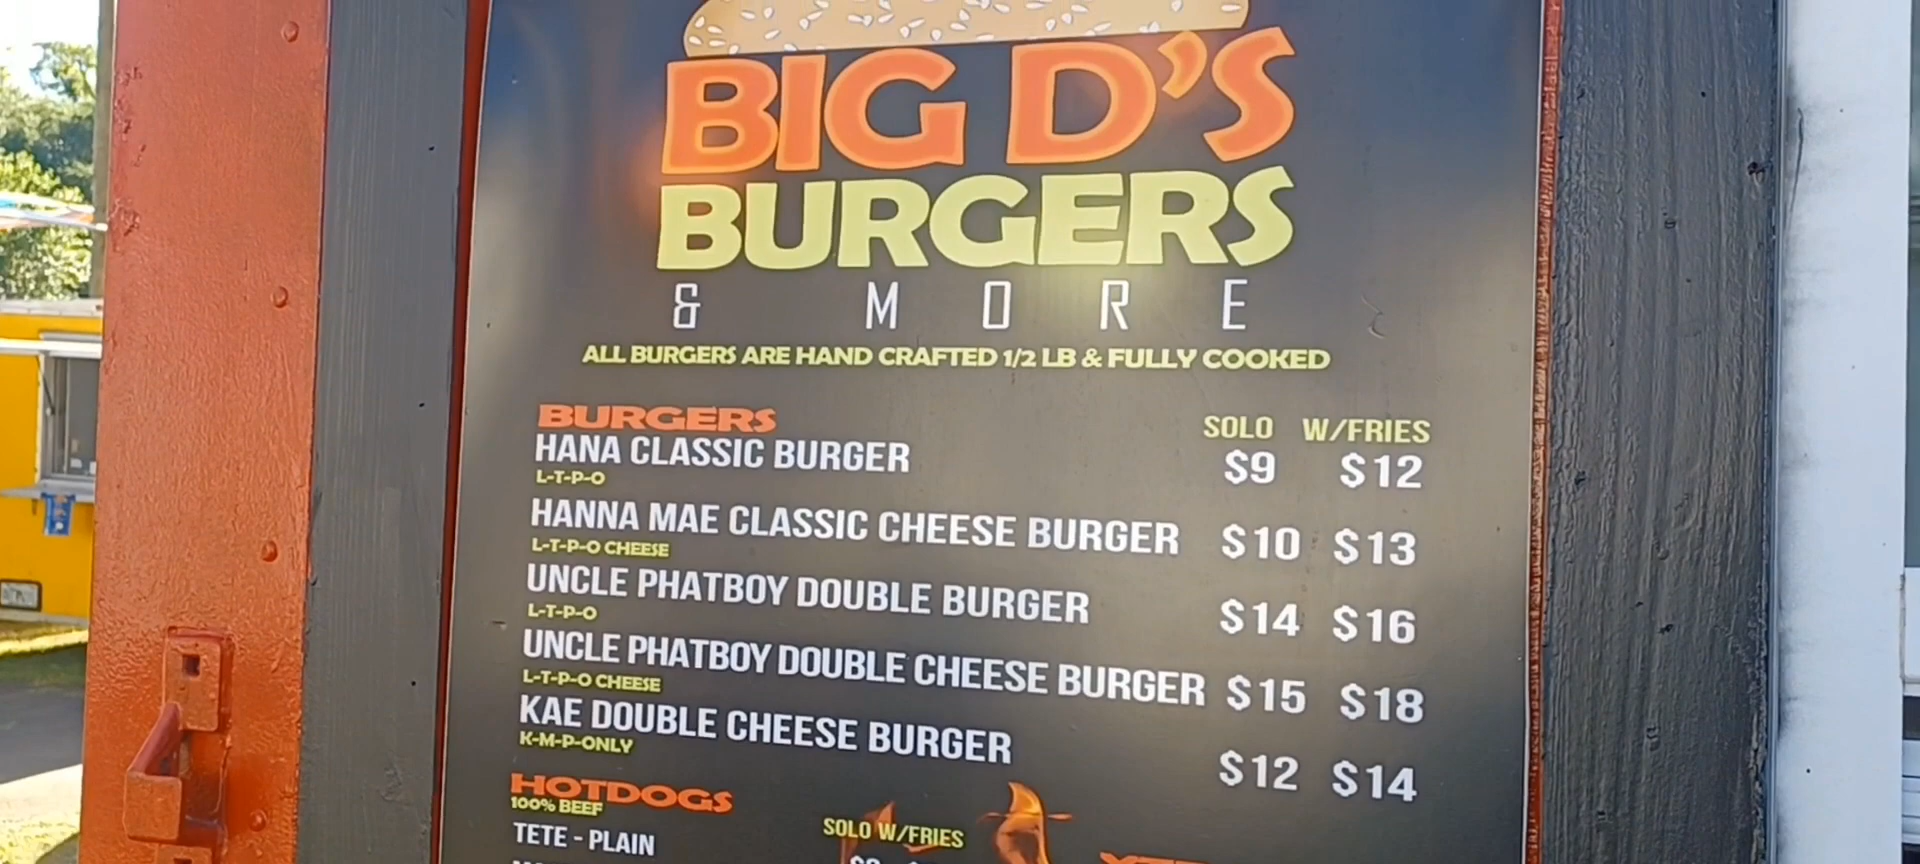 BIG D'S
BURGERS
& MORE
ALL BURGERS ARE HAND CRAFTED 1/2 LB & FULLY COOKED
BURGERS SOLO W/FRIES
HANA CLASSIC BURGER $9 $12
L-T-P-O
HANNA MAE CLASSIC CHEESE BURGER $10 $13
L-T-P-O CHEESE
UNCLE PHATBOY DOUBLE BURGER $14 $16
L-T-P-O
UNCLE PHATBOY DOUBLE CHEESE BURGER $15 $18
L-T-P-O CHEESE
KAE DOUBLE CHEESE BURGER $12 $14
K-M-P-ONLY
HOTDOGS
100% BEEF
SOLO W/FRIES
TETE - PLAIN